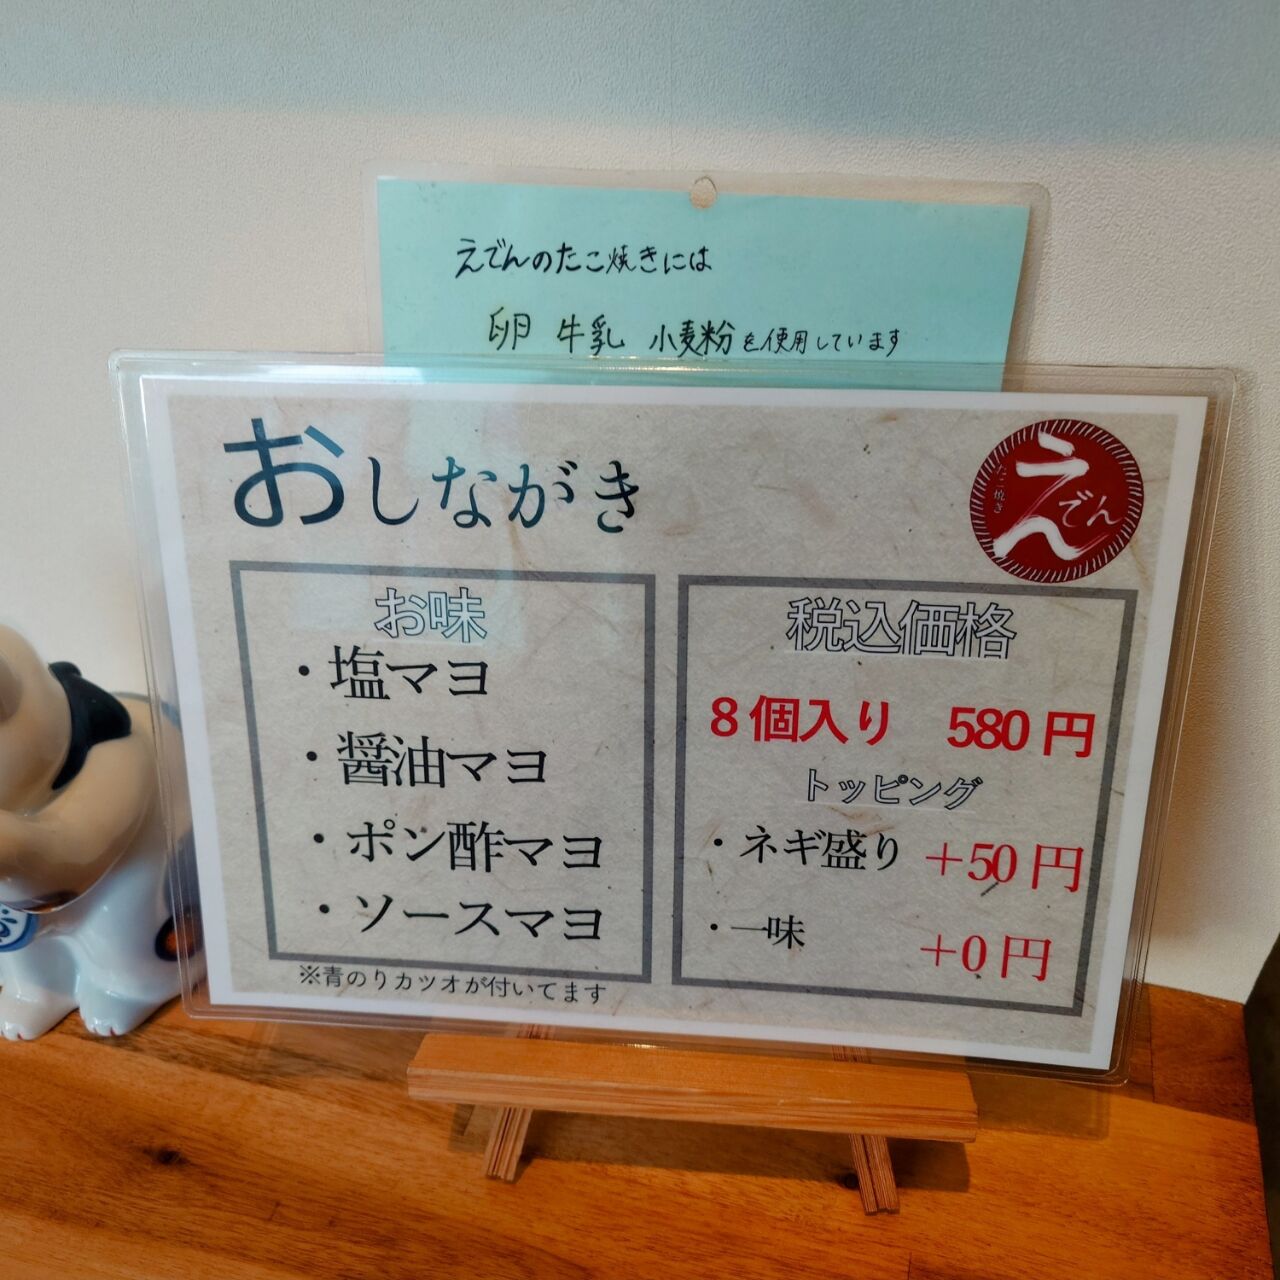 えでんのたこ焼きには
卵 牛乳 小麦粉を使用しています
おしながき
たこ焼き
えでん
お味
・塩マヨ
・醤油マヨ
・ポン酢マヨ
・ソースマヨ
※青のりカツオが付いてます
税込価格
8個入り 580円
トッピング
・ネギ盛り +50円
・一味 +0円